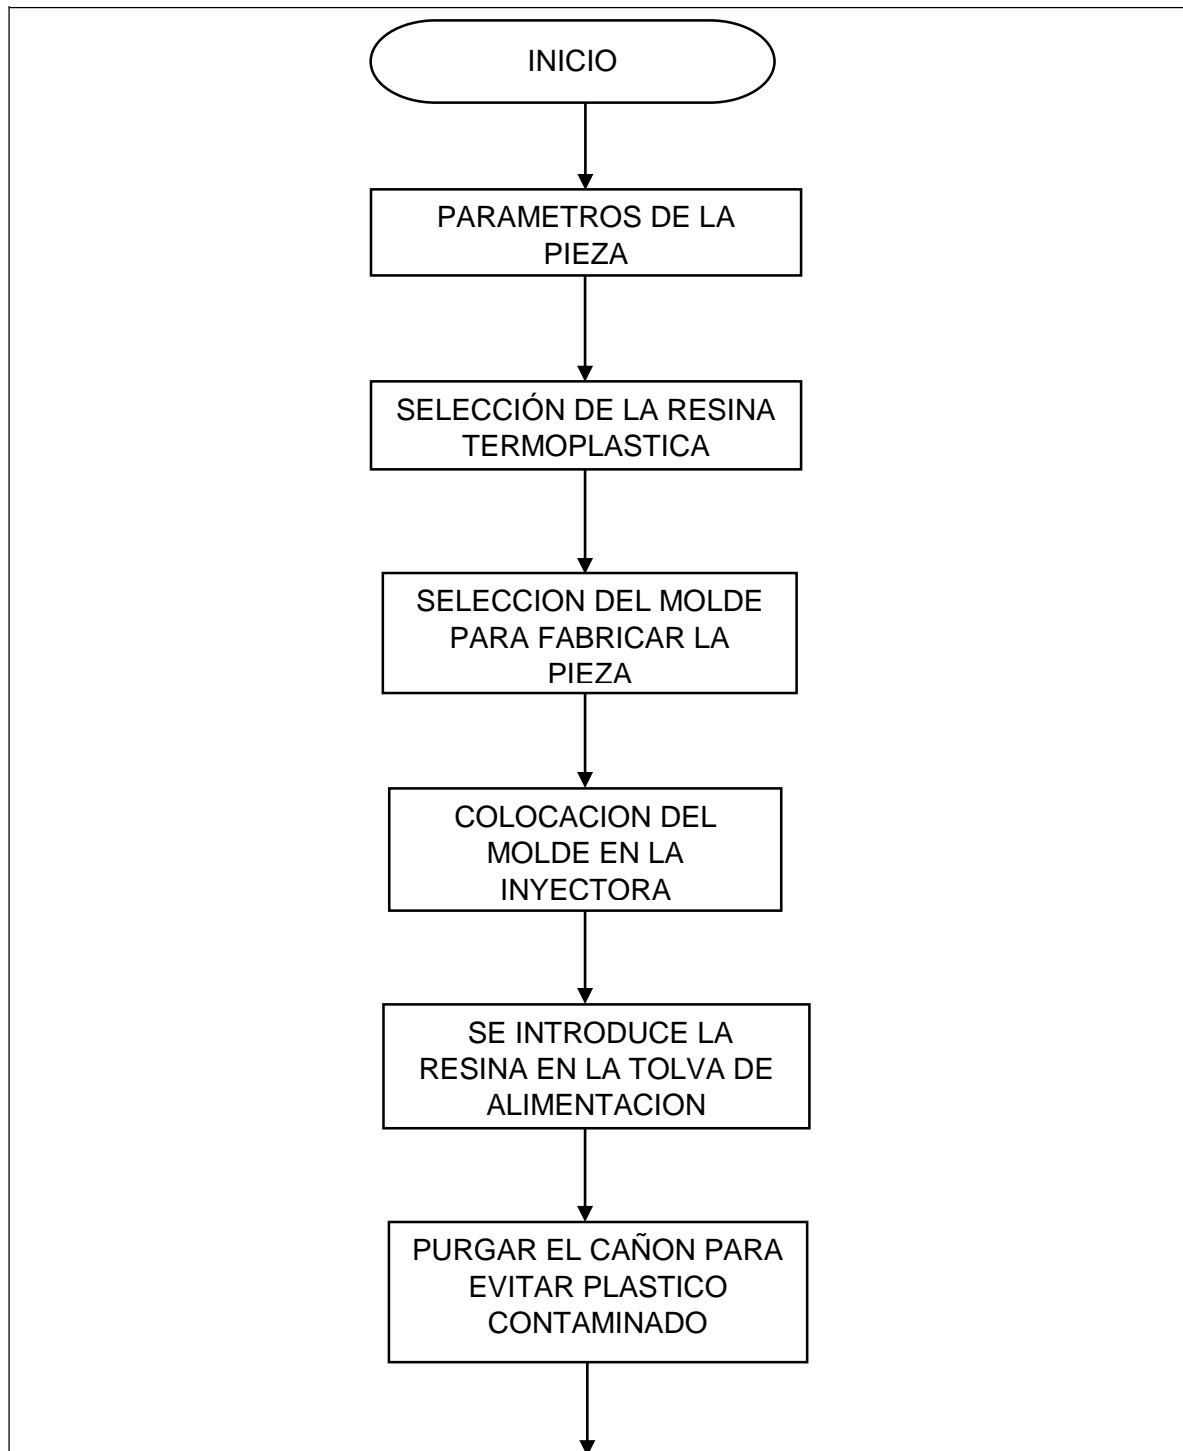 INICIO
PARAMETROS DE LA
PIEZA
SELECCIÓN DE LA RESINA
TERMOPLASTICA
SELECCION DEL MOLDE
PARA FABRICAR LA
PIEZA
COLOCACION DEL
MOLDE EN LA
INYECTORA
SE INTRODUCE LA
RESINA EN LA TOLVA DE
ALIMENTACION
PURGAR EL CAÑON PARA
EVITAR PLASTICO
CONTAMINADO